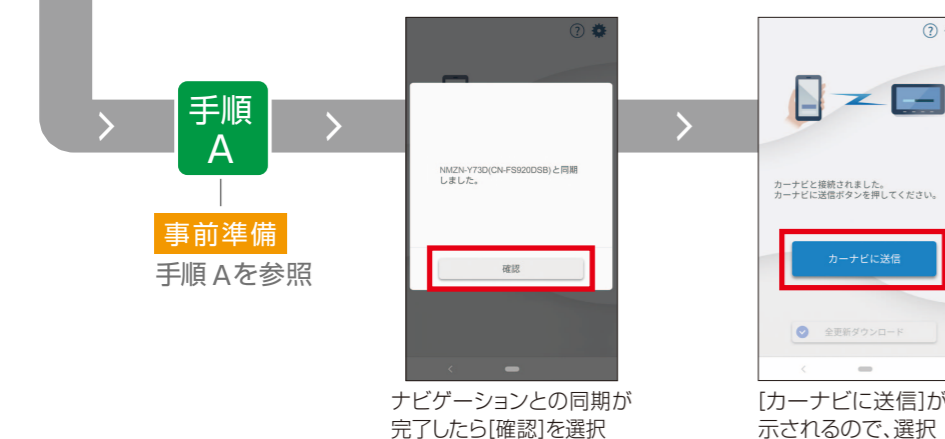 手順
A
事前準備
手順 Aを参照
NMZN-Y73D(CN-FS920DSB) と同期
しました。
確認
ナビゲーションとの同期が
完了したら[確認]を選択
カーナビと接続されました。
カーナビに送信ボタンを押してください。
カーナビに送信
全更新ダウンロード
[カーナビに送信]が
示されるので、選択